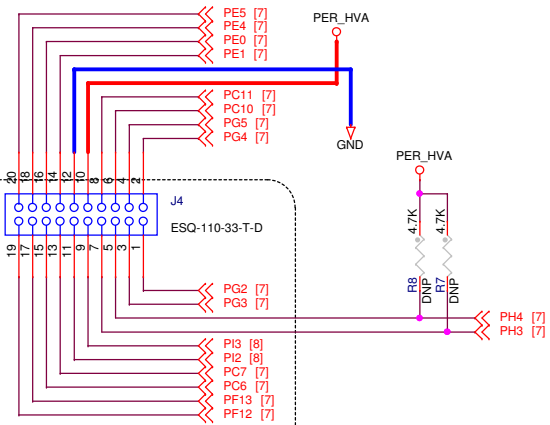 PE5 [7]
PE4 [7]
PE0 [7]
PE1 [7]
PER_HVA
PC11 [7]
PC10 [7]
PG5 [7]
PG4 [7]
GND
PER_HVA
20 18 16 14 12 10 8 6 4 2
J4
ESQ-110-33-T-D
19 17 15 13 11 9 7 5 3 1
4.7K 4.7K
R8 DNP R7 DNP
PG2 [7]
PG3 [7]
PH4 [7]
PH3 [7]
PI3 [8]
PI2 [8]
PC7 [7]
PC6 [7]
PF13 [7]
PF12 [7]